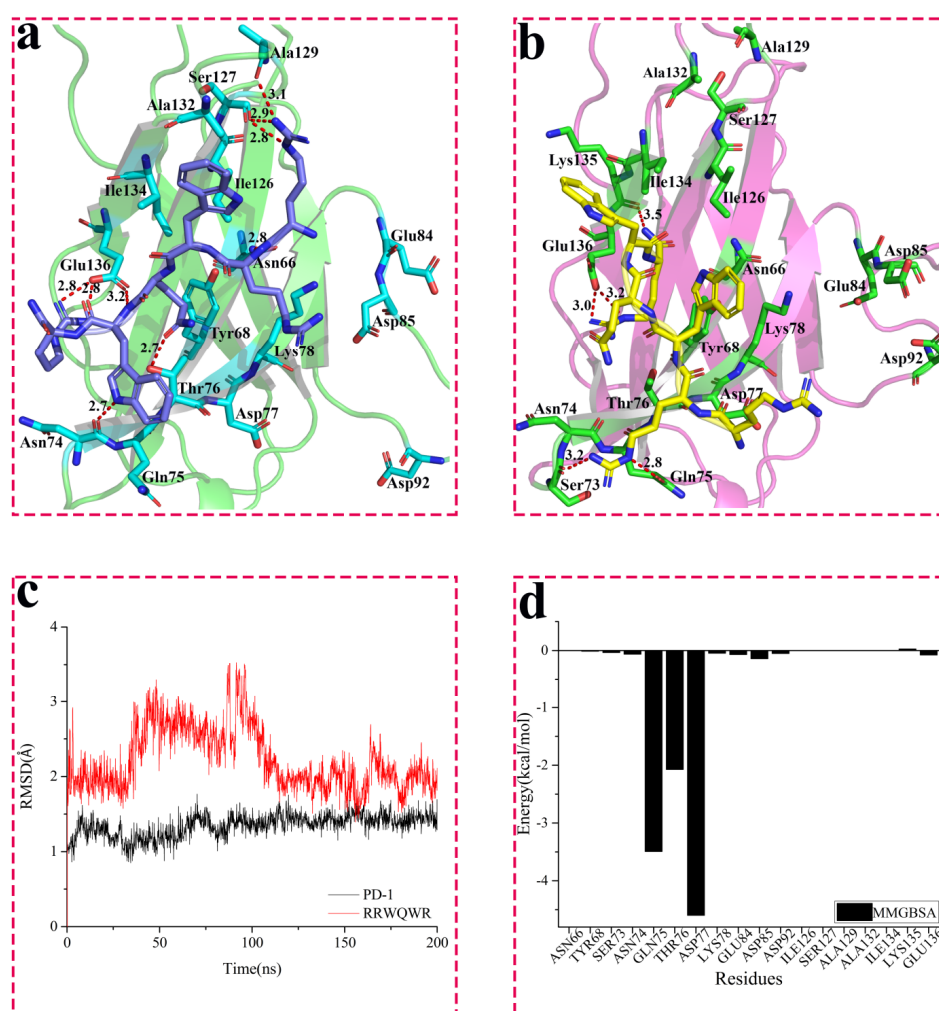 a
Ala129
Ser127
3.1
2.9
Ala132
2.8
Ile134
Ile126
2.8
Glu84
Glu136
Asn66
2.8
2.8
3.2
Asp85
Tyr68
Lys78
2.7
Thr76
2.7
Asp77
Asn74
Gln75
Asp92
b
Ala129
Ala132
Ser127
Lys135
Ile134
Ile126
3.5
Glu136
Asn66
Asp85
Glu84
3.2
3.0
Lys78
Tyr68
Asp92
Thr76
Asn74
Asp77
3.2
2.8
Ser73
Gln75
c
4
3
2
1
0
RMSD(Å)
PD-1
RRWQWR
0 50 100 150 200
Time(ns)
d
0
-1
-2
-3
-4
Energy(kcal/mol)
MMGBSA
ASN66
TYR68
SER73
ASN74
GLN75
THR76
ASP77
LYS78
GLU84
ASP85
ASP92
ILE126
SER127
ALA129
ALA132
ILE134
LYS135
GLU136
Residues